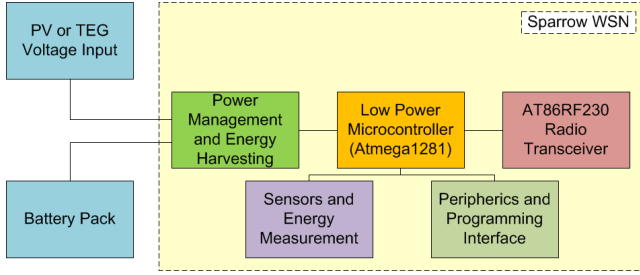 PV or TEG
Voltage Input
Sparrow WSN
Power
Management
and Energy
Harvesting
Low Power
Microcontroller
(Atmega1281)
AT86RF230
Radio
Transceiver
Battery Pack
Sensors and
Energy
Measurement
Peripherics and
Programming
Interface